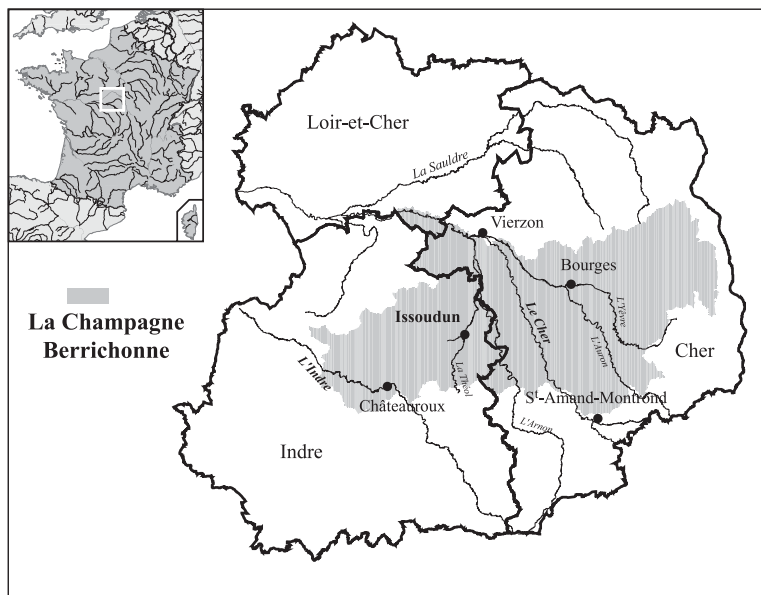 Loir-et-Cher
La Sauldre
Vierzon
Bourges
La Champagne
Berrichonne
Issoudun
Le Cher
L'Yèvre
L'Auron
Cher
L'Indre
La Théol
Châteauroux
St-Amand-Montrond
L'Arnon
Indre